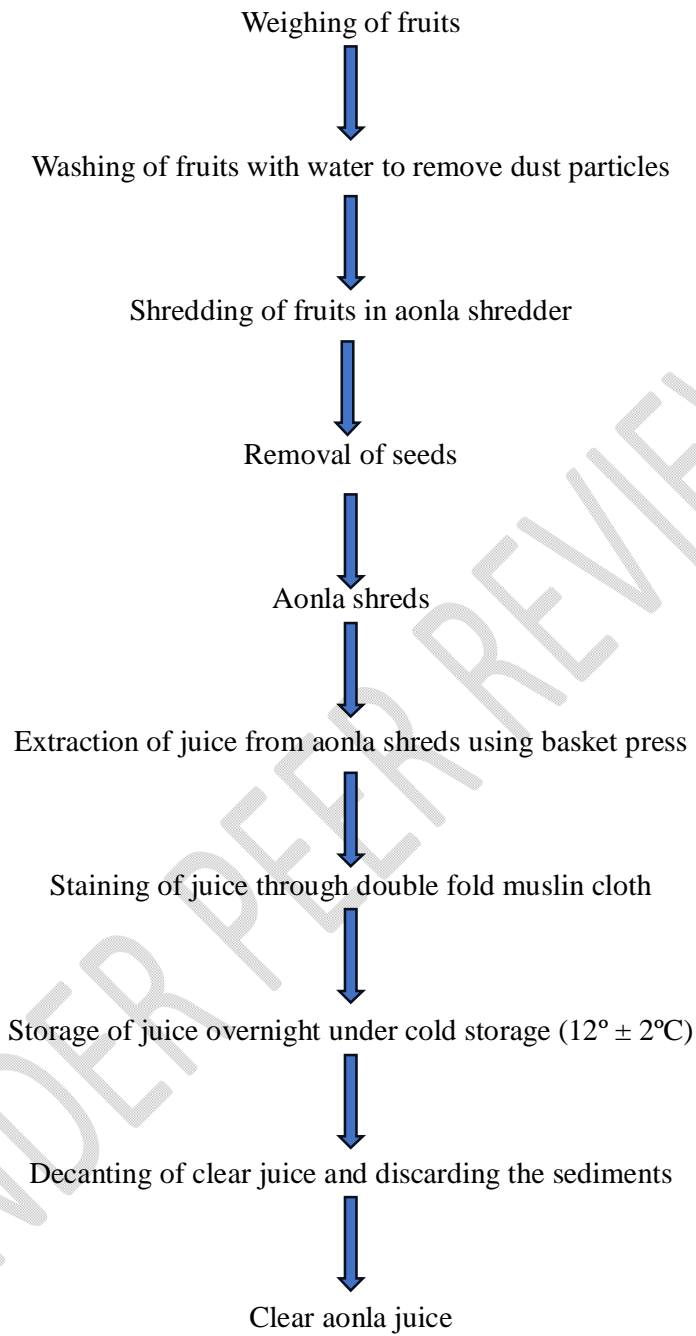 Weighing of fruits
Washing of fruits with water to remove dust particles
Shredding of fruits in aonla shredder
Removal of seeds
Aonla shreds
Extraction of juice from aonla shreds using basket press
Staining of juice through double fold muslin cloth
Storage of juice overnight under cold storage (12º ± 2ºC)
Decanting of clear juice and discarding the sediments
Clear aonla juice
NDER PEER REVIEW